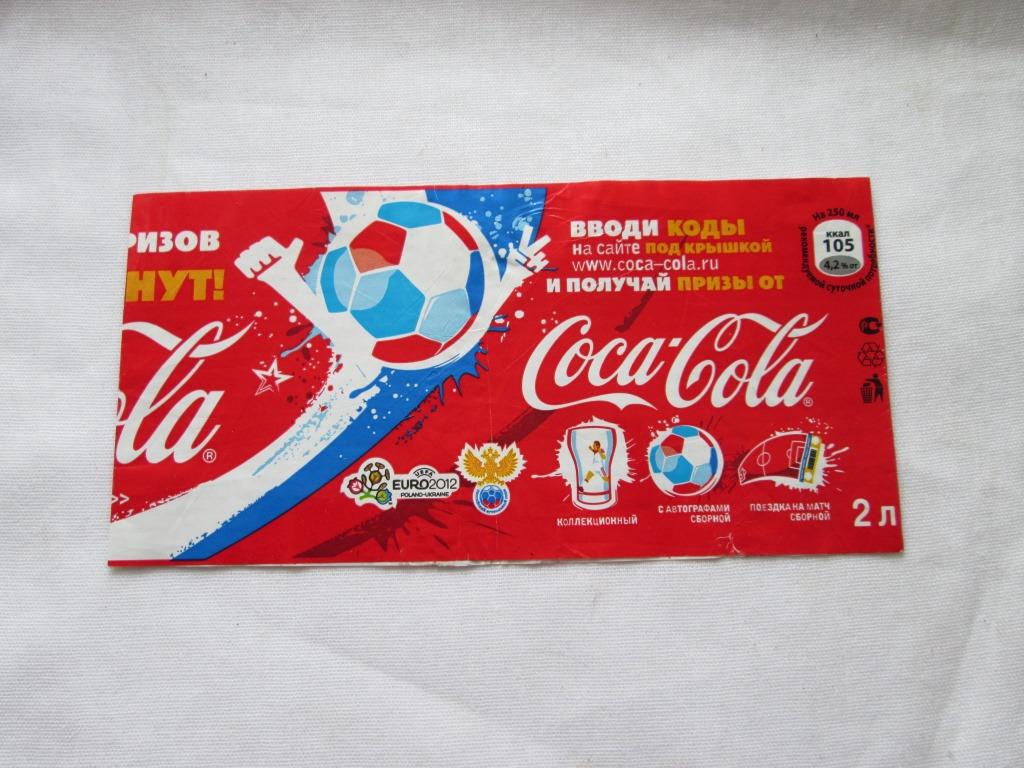 РИЗОВ
НУТ!
ola®
»
UEFA
EURO2012
POLAND-UKRAINE
ВВОДИ КОДЫ
НА САЙТЕ ПОД КРЫШКОЙ
www.coca-cola.ru
И ПОЛУЧАЙ ПРИЗЫ ОТ
Coca-Cola®
КОЛЛЕКЦИОННЫЙ
С АВТОГРАФАМИ
СБОРНОЙ
ПОЕЗДКА НА МАТЧ
СБОРНОЙ
На 250 мл
ккал
105
4,2% от
рекомендуемой суточной потребности*
РС
2 Л